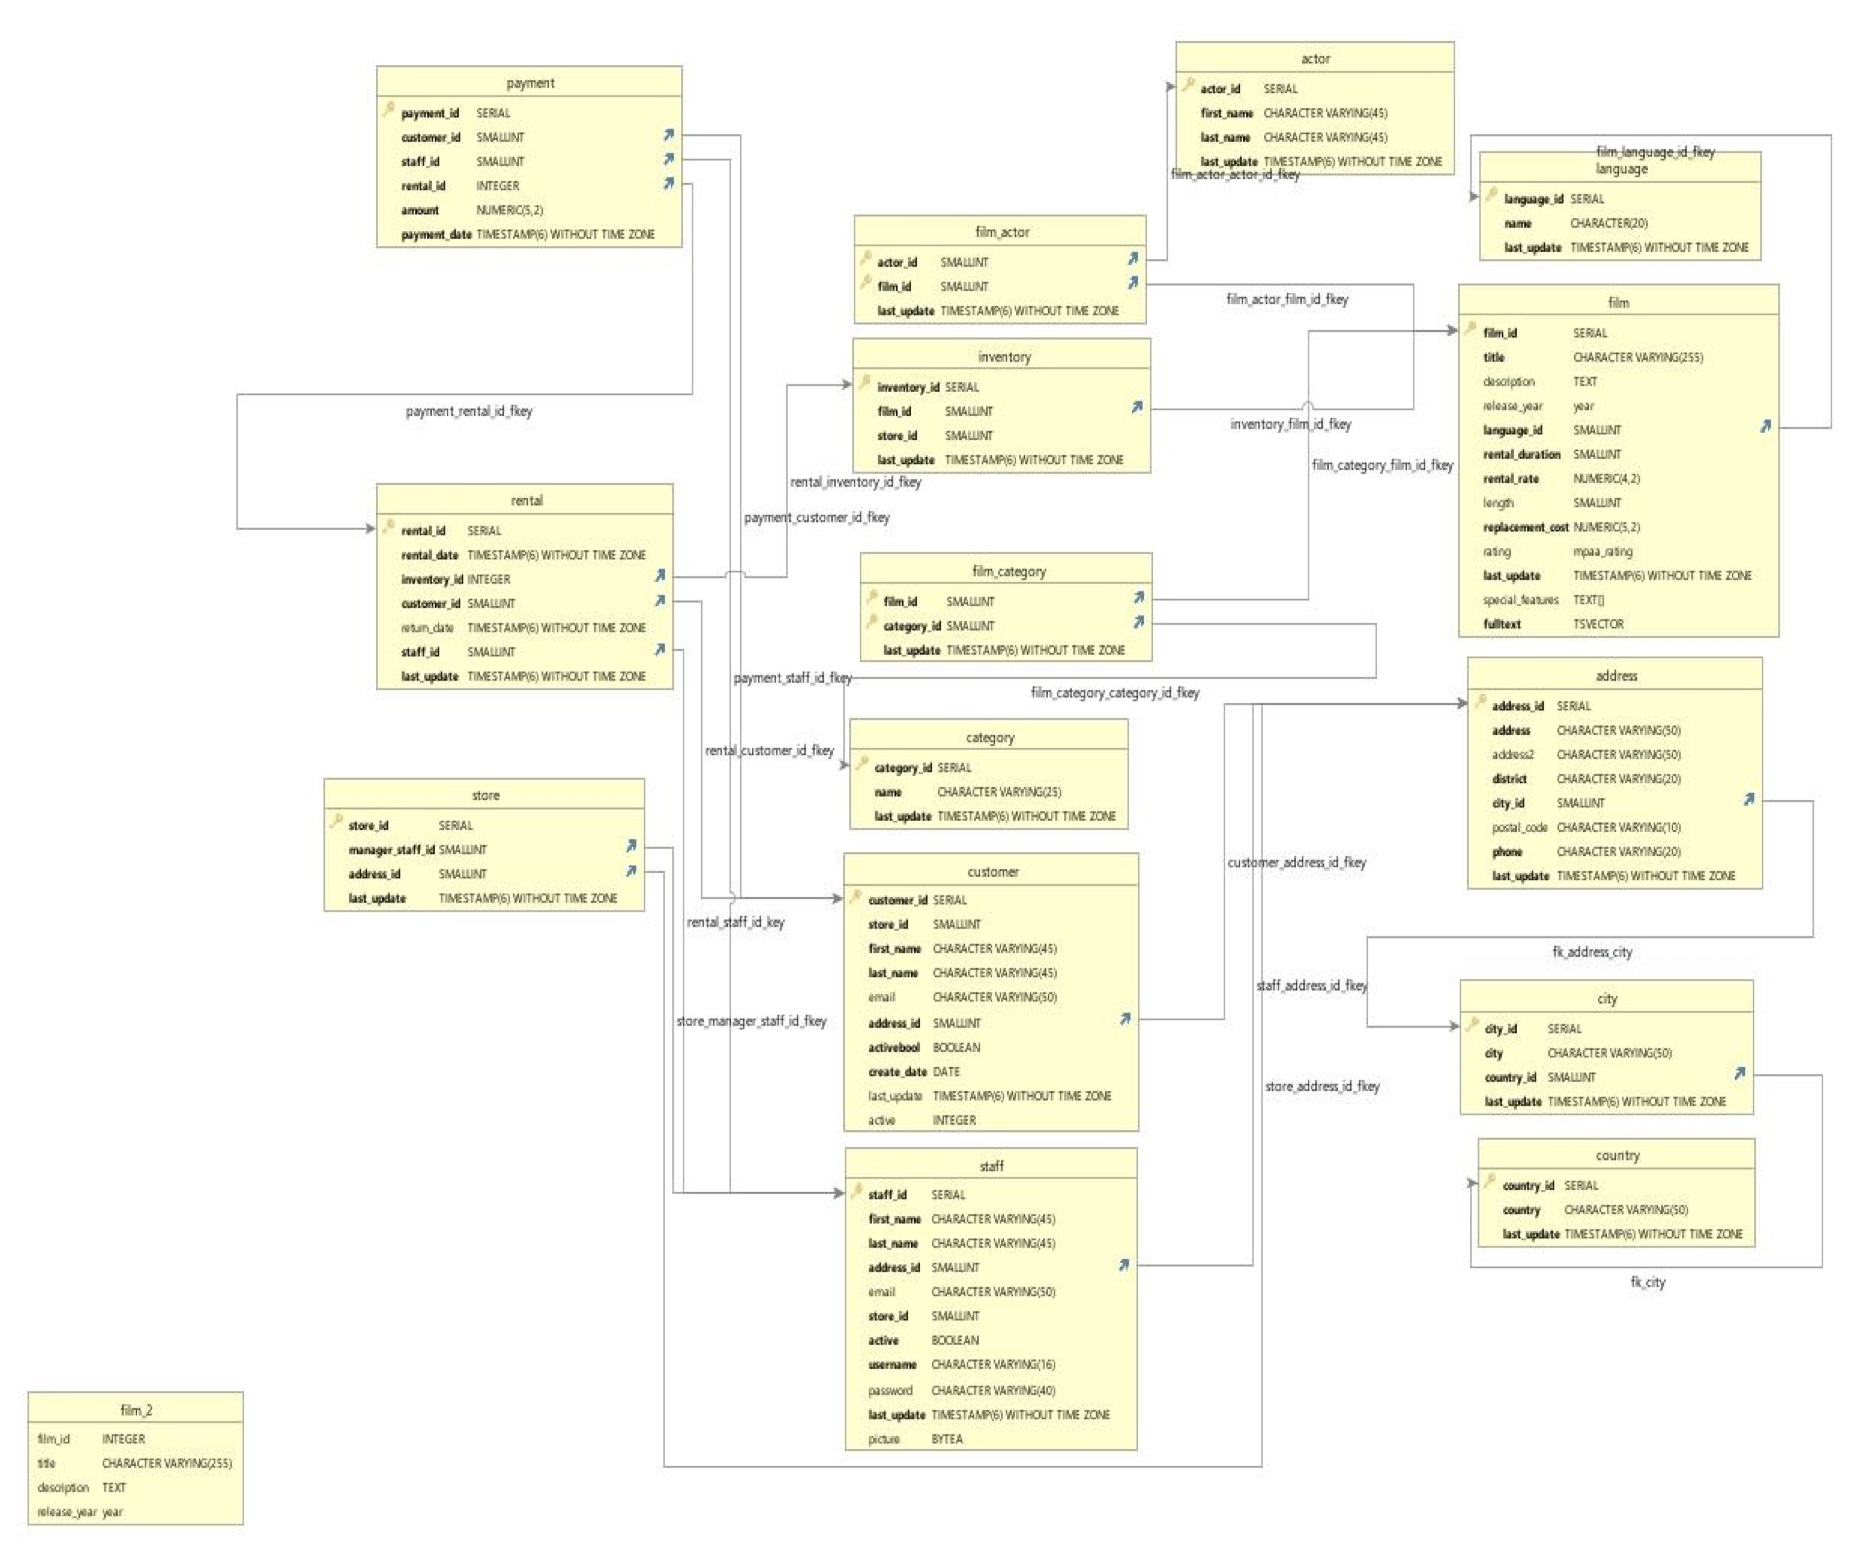 payment
payment_id SERIAL
customer_id SMALLINT
staff_id SMALLINT
rental_id INTEGER
amount NUMERIC(5,2)
payment_date TIMESTAMP(6) WITHOUT TIME ZONE
actor
actor_id SERIAL
first_name CHARACTER VARYING(45)
last_name CHARACTER VARYING(45)
last_update TIMESTAMP(6) WITHOUT TIME ZONE
film_actor_actor_id_fkey
film_language_id_fkey
language
language_id SERIAL
name CHARACTER(20)
last_update TIMESTAMP(6) WITHOUT TIME ZONE
film_actor
actor_id SMALLINT
film_id SMALLINT
last_update TIMESTAMP(6) WITHOUT TIME ZONE
film_actor_film_id_fkey
film
film_id SERIAL
title CHARACTER VARYING(255)
description TEXT
release_year year
language_id SMALLINT
rental_duration SMALLINT
rental_rate NUMERIC(4,2)
length SMALLINT
replacement_cost NUMERIC(5,2)
rating mpaa_rating
last_update TIMESTAMP(6) WITHOUT TIME ZONE
special_features TEXT[]
fulltext TSVECTOR
inventory
inventory_id SERIAL
film_id SMALLINT
store_id SMALLINT
last_update TIMESTAMP(6) WITHOUT TIME ZONE
payment_rental_id_fkey
inventory_film_id_fkey
film_category_film_id_fkey
rental_inventory_id_fkey
payment_customer_id_fkey
rental
rental_id SERIAL
rental_date TIMESTAMP(6) WITHOUT TIME ZONE
inventory_id INTEGER
customer_id SMALLINT
return_date TIMESTAMP(6) WITHOUT TIME ZONE
staff_id SMALLINT
last_update TIMESTAMP(6) WITHOUT TIME ZONE
film_category
film_id SMALLINT
category_id SMALLINT
last_update TIMESTAMP(6) WITHOUT TIME ZONE
payment_staff_id_fkey
film_category_category_id_fkey
address
address_id SERIAL
address CHARACTER VARYING(50)
address2 CHARACTER VARYING(50)
district CHARACTER VARYING(20)
city_id SMALLINT
postal_code CHARACTER VARYING(10)
phone CHARACTER VARYING(20)
last_update TIMESTAMP(6) WITHOUT TIME ZONE
rental_customer_id_fkey
category
category_id SERIAL
name CHARACTER VARYING(25)
last_update TIMESTAMP(6) WITHOUT TIME ZONE
store
store_id SERIAL
manager_staff_id SMALLINT
address_id SMALLINT
last_update TIMESTAMP(6) WITHOUT TIME ZONE
customer_address_id_fkey
customer
customer_id SERIAL
store_id SMALLINT
first_name CHARACTER VARYING(45)
last_name CHARACTER VARYING(45)
email CHARACTER VARYING(50)
address_id SMALLINT
activebool BOOLEAN
create_date DATE
last_update TIMESTAMP(6) WITHOUT TIME ZONE
active INTEGER
rental_staff_id_key
fk_address_city
staff_address_id_fkey
store_manager_staff_id_fkey
city
city_id SERIAL
city CHARACTER VARYING(50)
country_id SMALLINT
last_update TIMESTAMP(6) WITHOUT TIME ZONE
store_address_id_fkey
country
country_id SERIAL
country CHARACTER VARYING(50)
last_update TIMESTAMP(6) WITHOUT TIME ZONE
fk_city
staff
staff_id SERIAL
first_name CHARACTER VARYING(45)
last_name CHARACTER VARYING(45)
address_id SMALLINT
email CHARACTER VARYING(50)
store_id SMALLINT
active BOOLEAN
username CHARACTER VARYING(16)
password CHARACTER VARYING(40)
last_update TIMESTAMP(6) WITHOUT TIME ZONE
picture BYTEA
film_2
film_id INTEGER
title CHARACTER VARYING(255)
description TEXT
release_year year